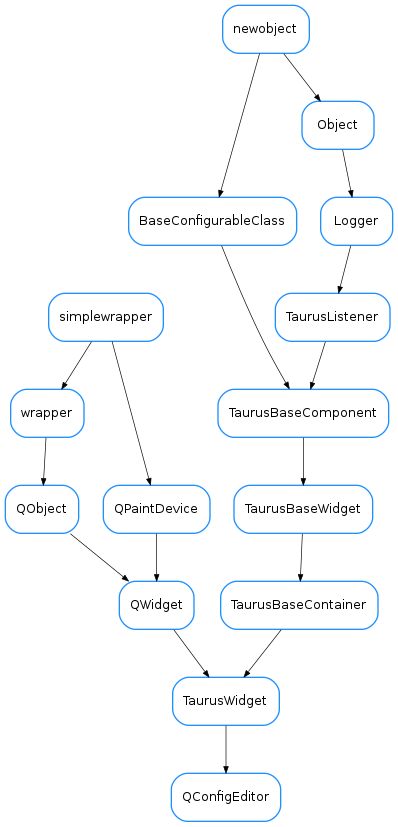 newobject
Object
BaseConfigurableClass
Logger
simplewrapper
TaurusListener
wrapper
TaurusBaseComponent
QObject
QPaintDevice
TaurusBaseWidget
QWidget
TaurusBaseContainer
TaurusWidget
QConfigEditor